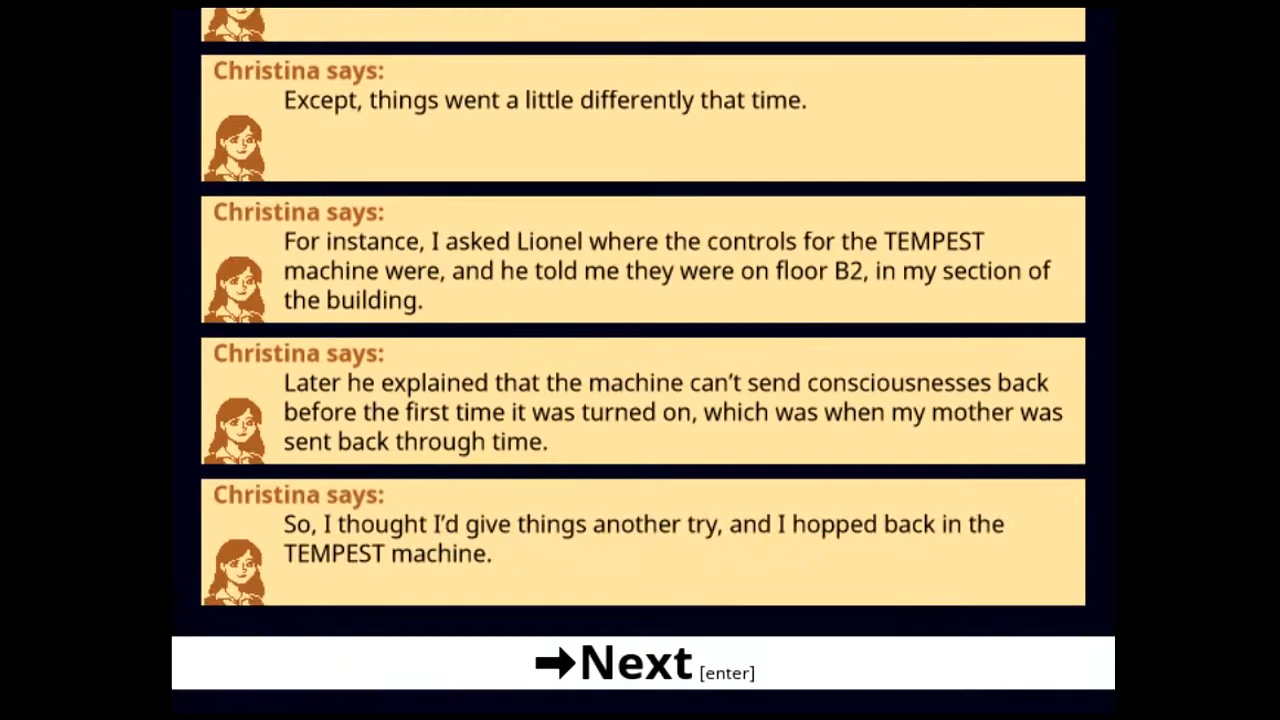 Christina says:
Except, things went a little differently that time.
Christina says:
For instance, I asked Lionel where the controls for the TEMPEST
machine were, and he told me they were on floor B2, in my section of
the building.
Christina says:
Later he explained that the machine can’t send consciousnesses back
before the first time it was turned on, which was when my mother was
sent back through time.
Christina says:
So, I thought I’d give things another try, and I hopped back in the
TEMPEST machine.
➡Next [enter]